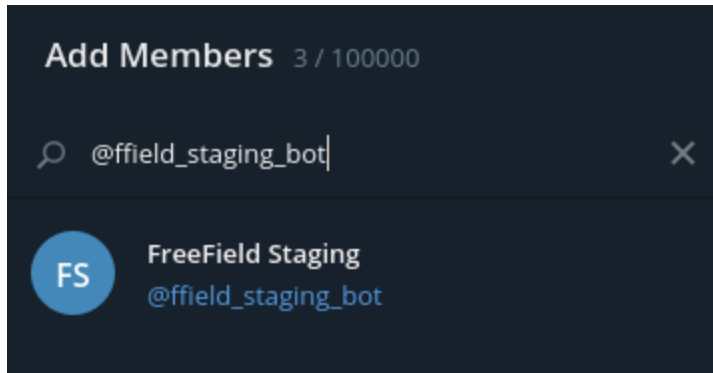 Add Members 3 / 100000
@ffield_staging_bot
FS
FreeField Staging
@ffield_staging_bot